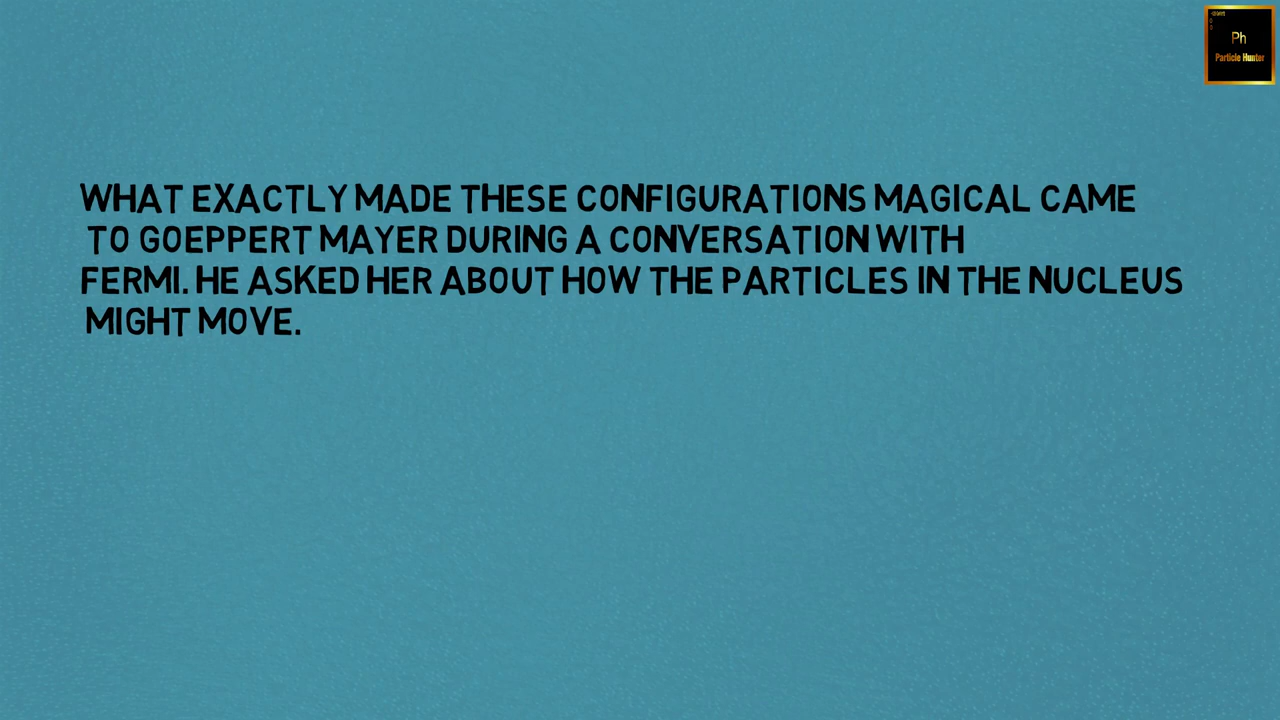 Ph
Particle Hunter
WHAT EXACTLY MADE THESE CONFIGURATIONS MAGICAL CAME
TO GOEPPERT MAYER DURING A CONVERSATION WITH
FERMI. HE ASKED HER ABOUT HOW THE PARTICLES IN THE NUCLEUS
MIGHT MOVE.